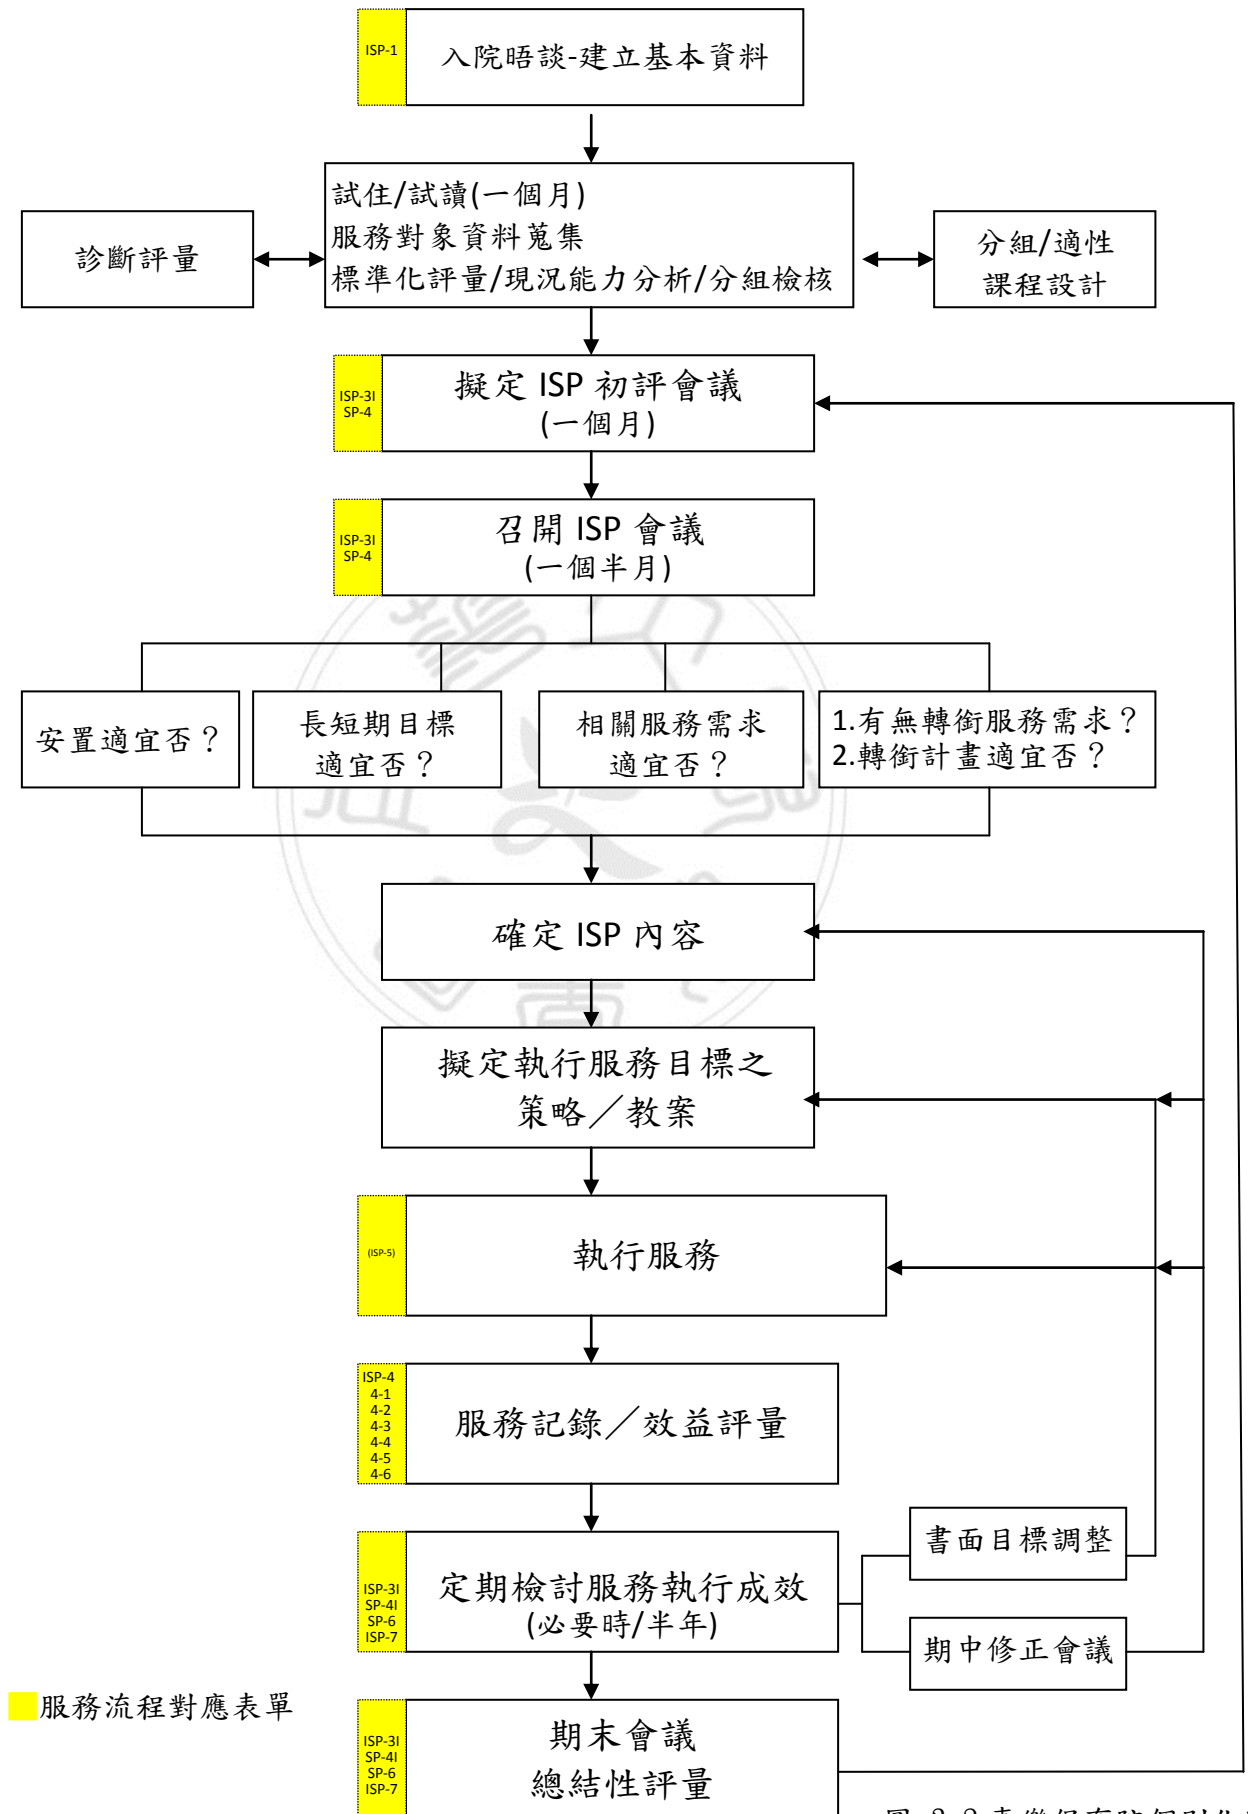 ISP-1
入院晤談-建立基本資料
試住/試讀(一個月)
服務對象資料蒐集
標準化評量/現況能力分析/分組檢核
診斷評量
分組/適性
課程設計
ISP-3I
SP-4
擬定 ISP 初評會議
(一個月)
ISP-3I
SP-4
召開 ISP 會議
(一個半月)
安置適宜否？
長短期目標
適宜否？
相關服務需求
適宜否？
1.有無轉銜服務需求？
2.轉銜計畫適宜否？
確定 ISP 內容
擬定執行服務目標之
策略／教案
(ISP-5)
執行服務
ISP-4
4-1
4-2
4-3
4-4
4-5
4-6
服務記錄／效益評量
ISP-3I
SP-4I
SP-6
ISP-7
定期檢討服務執行成效
(必要時/半年)
書面目標調整
期中修正會議
服務流程對應表單
ISP-3I
SP-4I
SP-6
ISP-7
期末會議
總結性評量